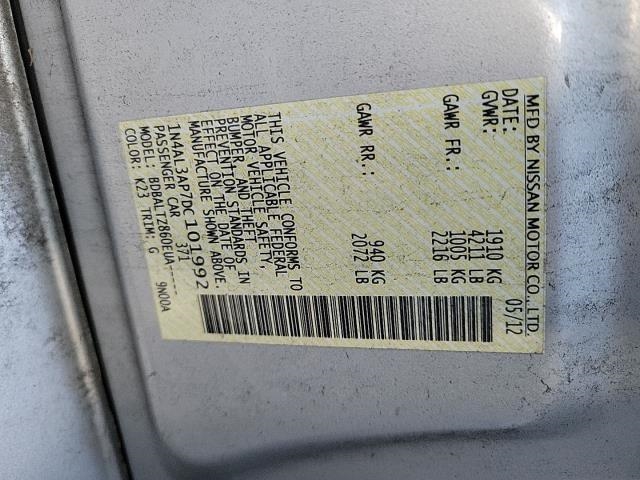 MFD BY NISSAN MOTOR CO., LTD.
DATE: 05/12
GVWR: 1910 KG
4211 LB
GAWR FR.: 1005 KG
2216 LB
GAWR RR.: 940 KG
2072 LB
THIS VEHICLE CONFORMS TO
ALL APPLICABLE FEDERAL
MOTOR VEHICLE SAFETY,
BUMPER, AND THEFT
PREVENTION STANDARDS IN
EFFECT ON THE DATE OF
MANUFACTURE SHOWN ABOVE.
1N4AL3AP7DC101992
PASSENGER CAR 371
MODEL: BDBALTZ860EUA
COLOR: K23 TRIM: G 9N00A